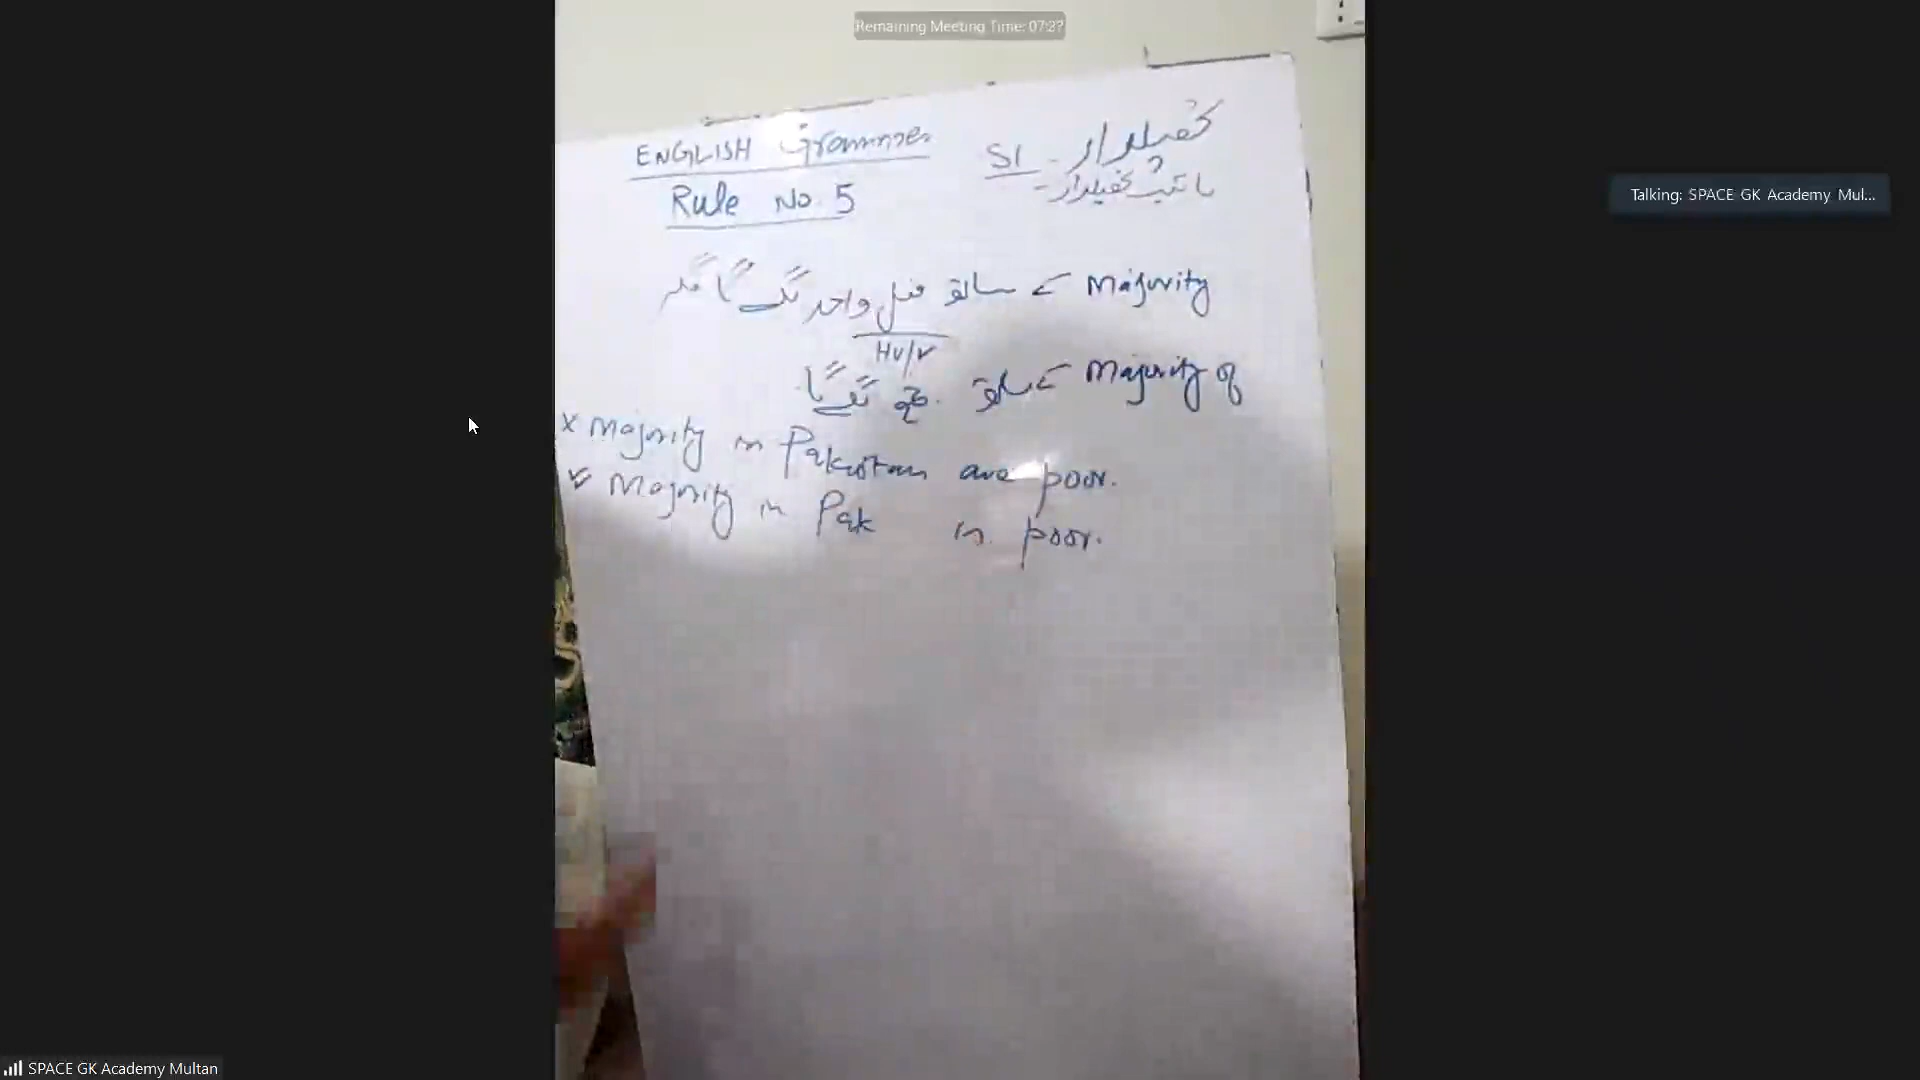 Remaining Meeting Time: 07:27
ENGLISH Grammer
تحصیلدار - SI
Rule No. 5
نائب تحصیلدار -
Majority کے ساتھ فعل واحد لگے گا مگر
HV/V
Majority of کے ساتھ جمع لگے گا
x Majority in Pakistan are poor.
✓ Majority in Pak is poor.
Talking: SPACE GK Academy Mul...
SPACE GK Academy Multan